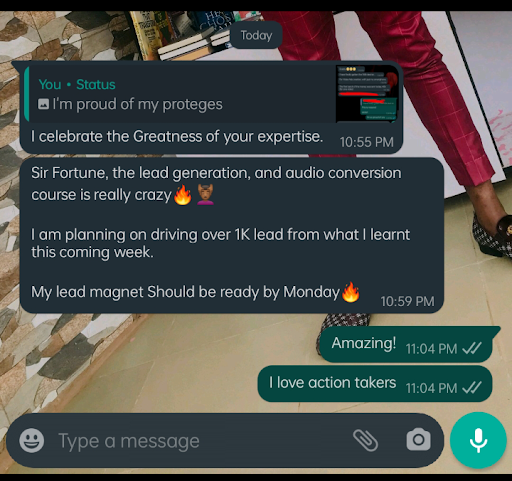 Today
You • Status
I'm proud of my proteges
I celebrate the Greatness of your expertise.
10:55 PM
Sir Fortune, the lead generation, and audio conversion
course is really crazy🔥💆🏾
I am planning on driving over 1K lead from what I learnt
this coming week.
My lead magnet Should be ready by Monday🔥
10:59 PM
Amazing! 11:04 PM
I love action takers 11:04 PM
Type a message